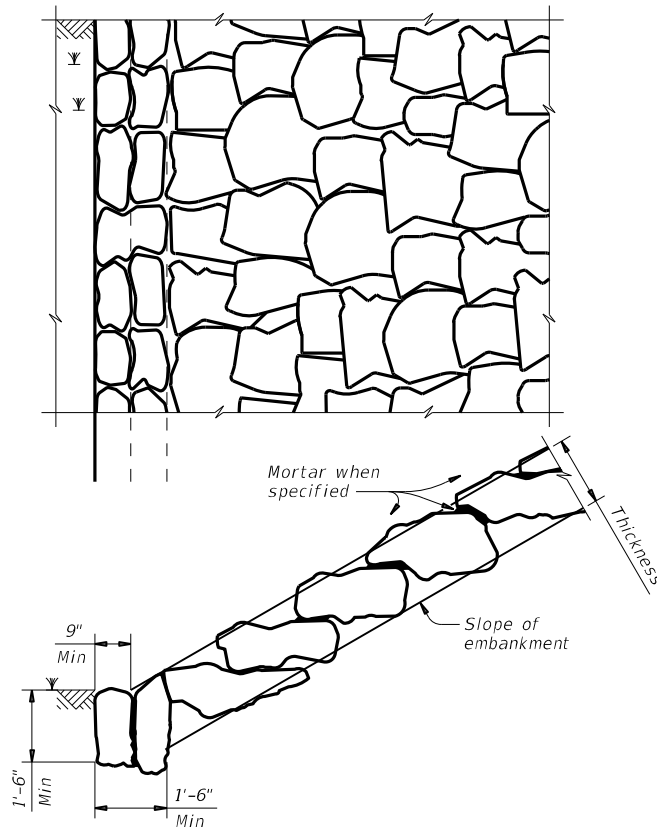 Mortar when
specified
Thickness
Slope of
embankment
9"
Min
1'-6"
Min
1'-6"
Min